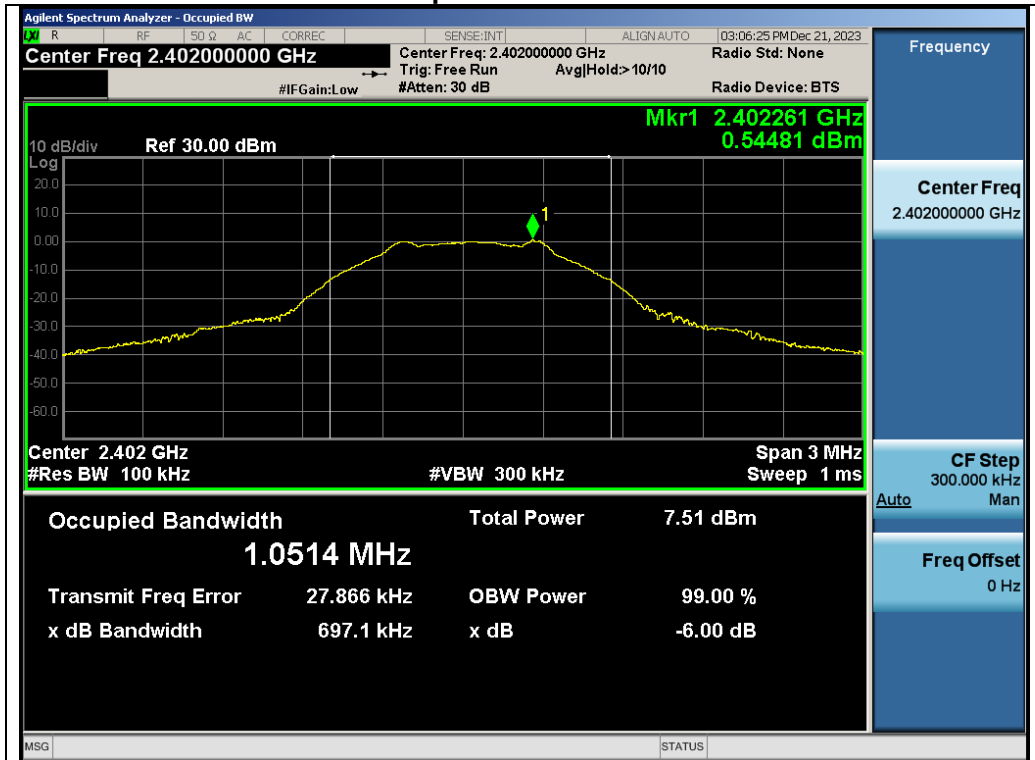 Agilent Spectrum Analyzer - Occupied BW
LXI R RF 50 Ω AC CORREC SENSE:INT ALIGN AUTO 03:06:25 PM Dec 21, 2023
Center Freq 2.402000000 GHz Center Freq: 2.402000000 GHz Radio Std: None
Trig: Free Run Avg|Hold:> 10/10
#IFGain:Low #Atten: 30 dB Radio Device: BTS
Mkr1 2.402261 GHz
0.54481 dBm
10 dB/div Ref 30.00 dBm
Log
20.0
10.0
1
0.00
-10.0
-20.0
-30.0
-40.0
-50.0
-60.0
Center 2.402 GHz Span 3 MHz
#Res BW 100 kHz #VBW 300 kHz Sweep 1 ms
Occupied Bandwidth Total Power 7.51 dBm
1.0514 MHz
Transmit Freq Error 27.866 kHz OBW Power 99.00 %
x dB Bandwidth 697.1 kHz x dB -6.00 dB
Frequency
Center Freq
2.402000000 GHz
CF Step
300.000 kHz
Auto Man
Freq Offset
0 Hz
MSG STATUS